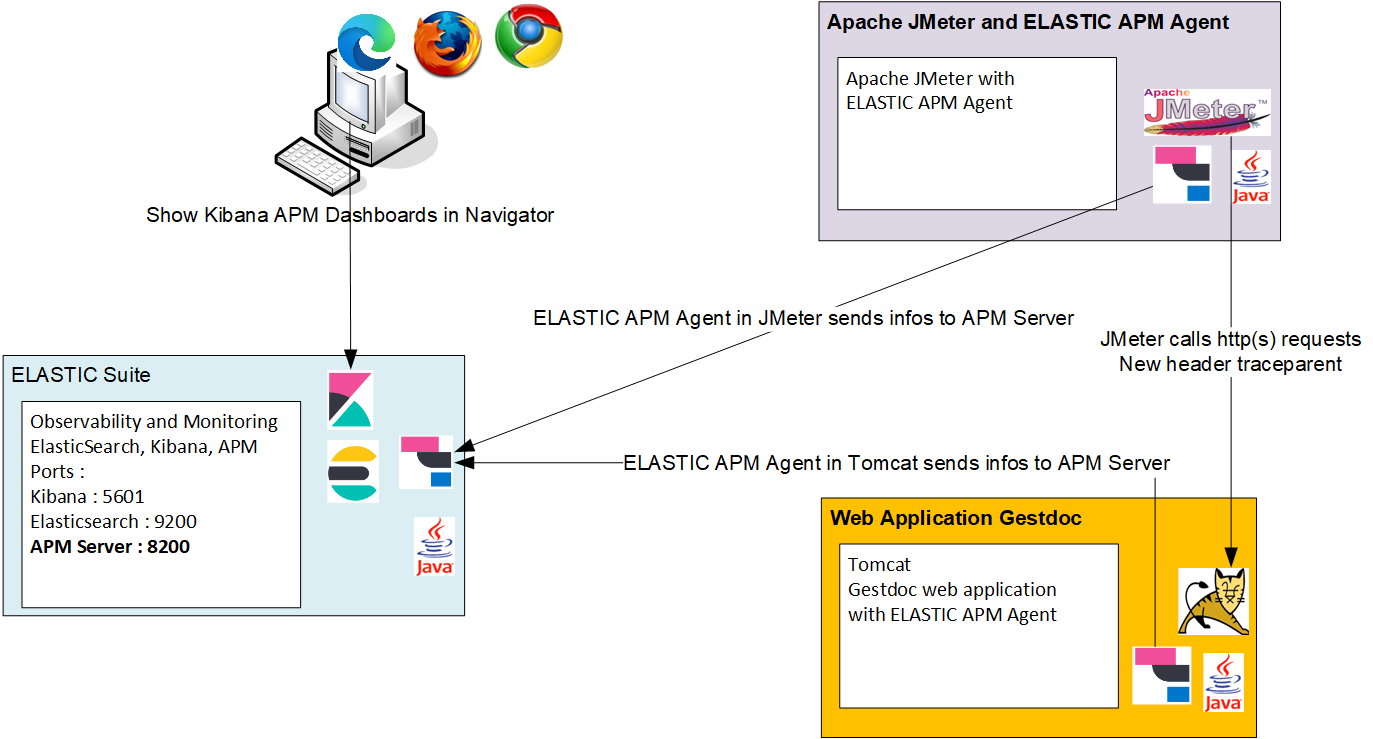 Apache JMeter and ELASTIC APM Agent
Apache JMeter with
ELASTIC APM Agent
Apache
JMeter™
Java
Show Kibana APM Dashboards in Navigator
ELASTIC APM Agent in JMeter sends infos to APM Server
JMeter calls http(s) requests
New header traceparent
ELASTIC Suite
Observability and Monitoring
ElasticSearch, Kibana, APM
Ports :
Kibana : 5601
Elasticsearch : 9200
APM Server : 8200
Java
ELASTIC APM Agent in Tomcat sends infos to APM Server
Web Application Gestdoc
Tomcat
Gestdoc web application
with ELASTIC APM Agent
Java